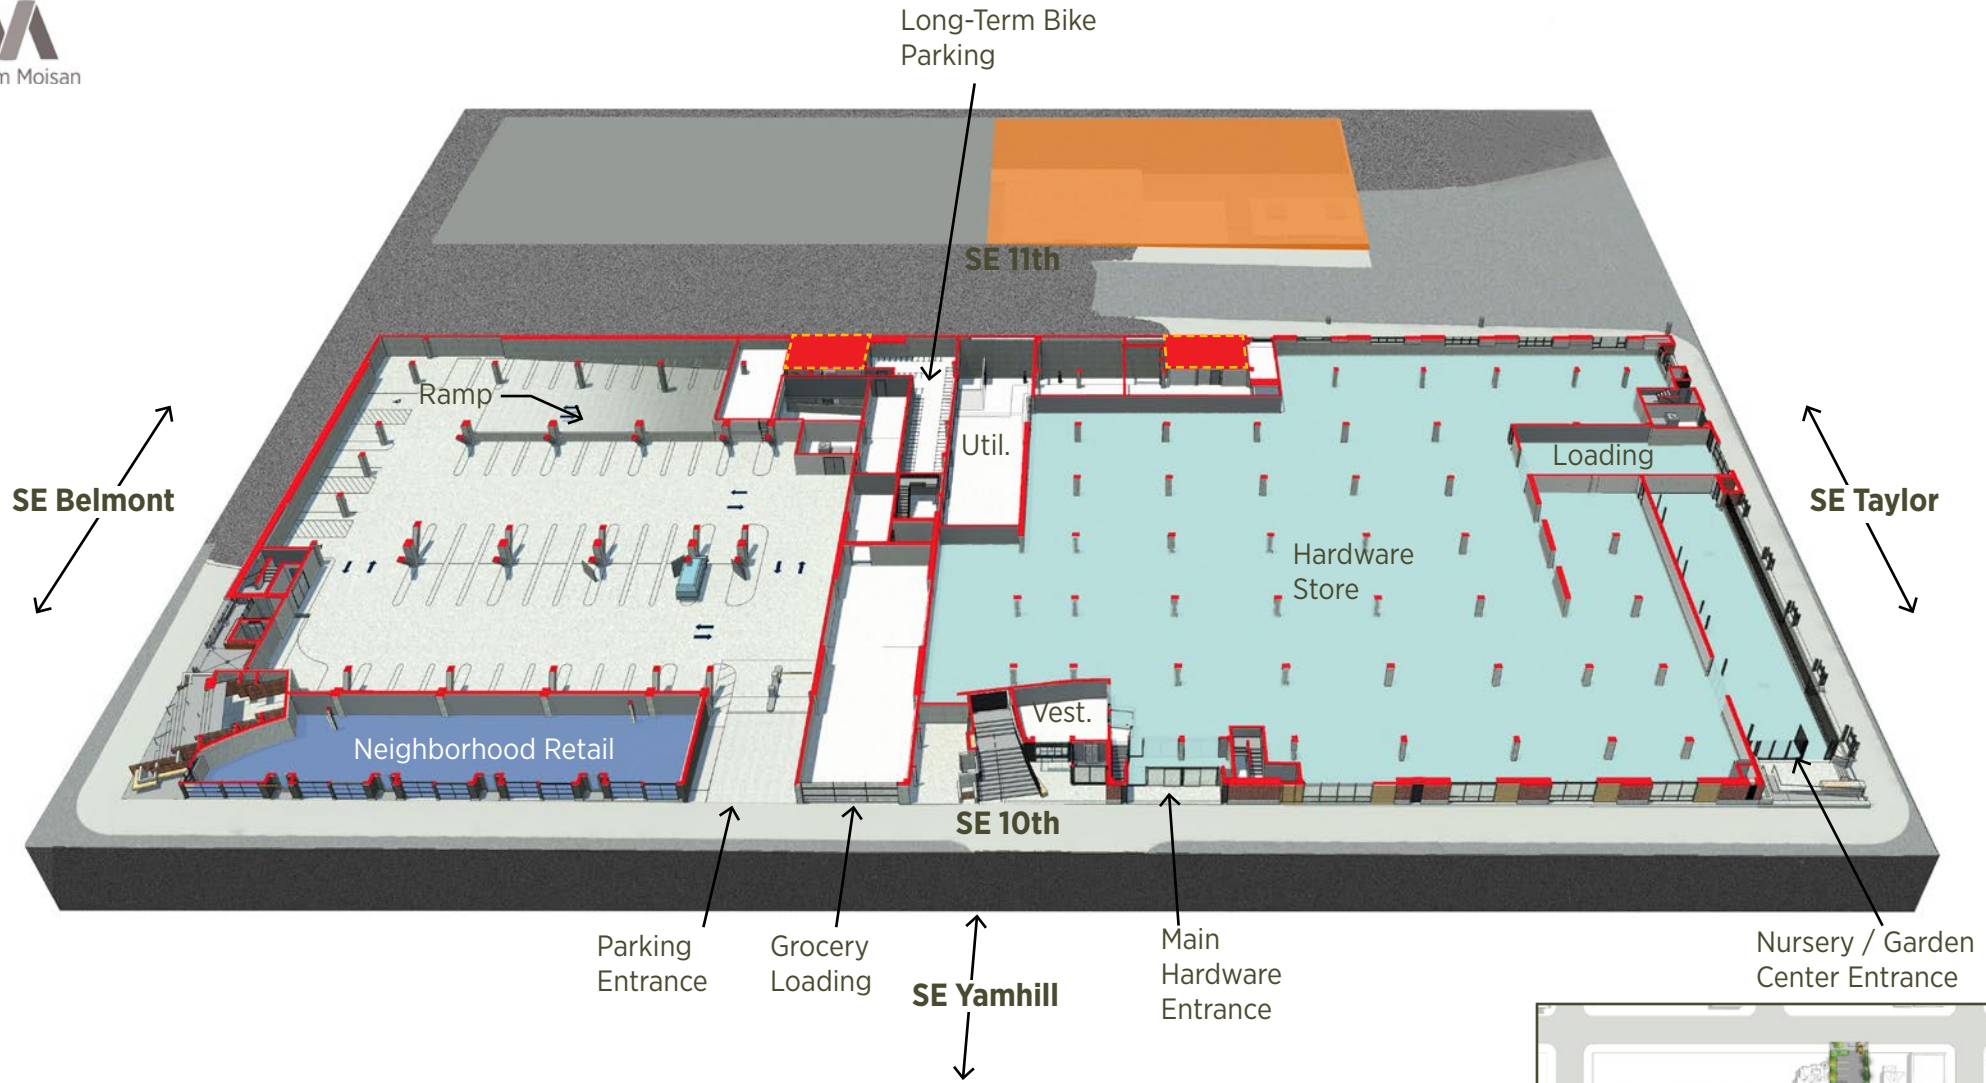 Moisan
Long-Term Bike
Parking
SE 11th
Ramp
Util.
Loading
SE Belmont
SE Taylor
Hardware
Store
Vest.
Neighborhood Retail
SE 10th
Parking
Entrance
Grocery
Loading
SE Yamhill
Main
Hardware
Entrance
Nursery / Garden
Center Entrance